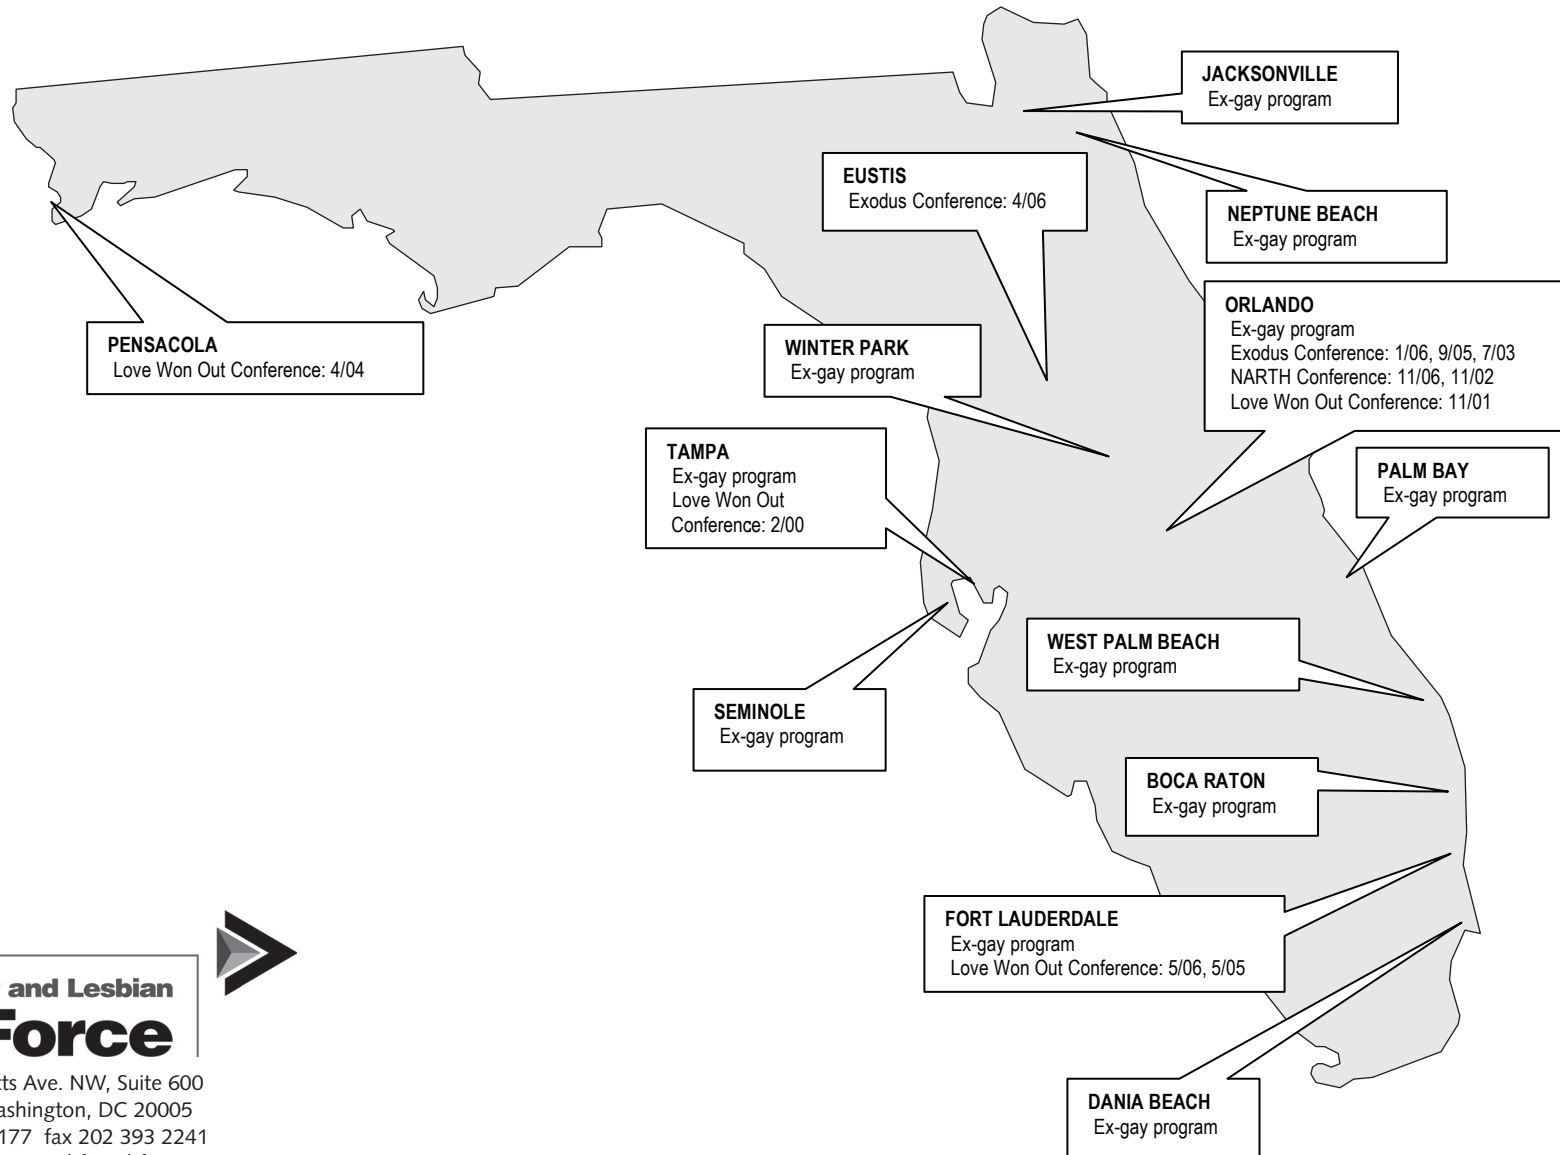 JACKSONVILLE
Ex-gay program
EUSTIS
Exodus Conference: 4/06
NEPTUNE BEACH
Ex-gay program
ORLANDO
Ex-gay program
Exodus Conference: 1/06, 9/05, 7/03
NARTH Conference: 11/06, 11/02
Love Won Out Conference: 11/01
PENSACOLA
Love Won Out Conference: 4/04
WINTER PARK
Ex-gay program
TAMPA
Ex-gay program
Love Won Out
Conference: 2/00
PALM BAY
Ex-gay program
WEST PALM BEACH
Ex-gay program
SEMINOLE
Ex-gay program
BOCA RATON
Ex-gay program
FORT LAUDERDALE
Ex-gay program
Love Won Out Conference: 5/06, 5/05
DANIA BEACH
Ex-gay program
and Lesbian
Force
Ave. NW, Suite 600
DC 20005
177 fax 202 393 2241